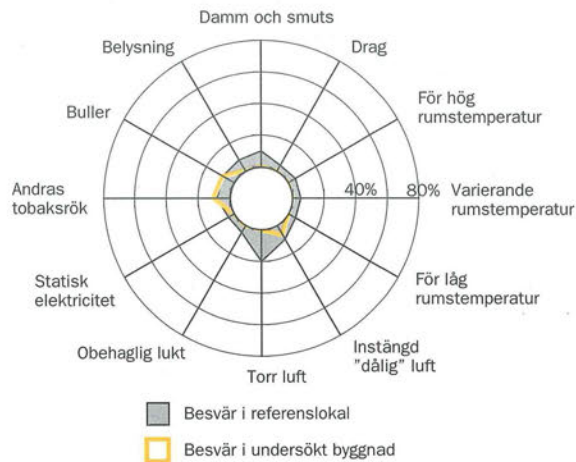 Damm och smuts
Belysning
Drag
Buller
För hög
rumstemperatur
Andras
tobaksrök
40%
80%
Varierande
rumstemperatur
Statisk
elektricitet
För låg
rumstemperatur
Obehaglig lukt
Instängd
"dålig" luft
Torr luft
Besvär i referenslokal
Besvär i undersökt byggnad